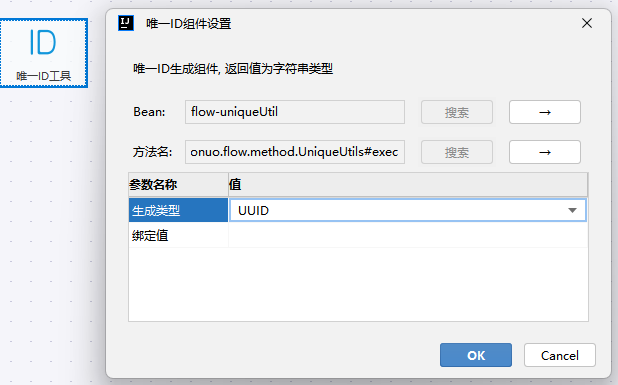 ID
唯一ID工具
IJ
唯一ID组件设置
唯一ID生成组件, 返回值为字符串类型
Bean: flow-uniqueUtil 搜索 →
方法名: onuo.flow.method.UniqueUtils#exec 搜索 →
参数名称 值
生成类型 UUID
绑定值
OK Cancel